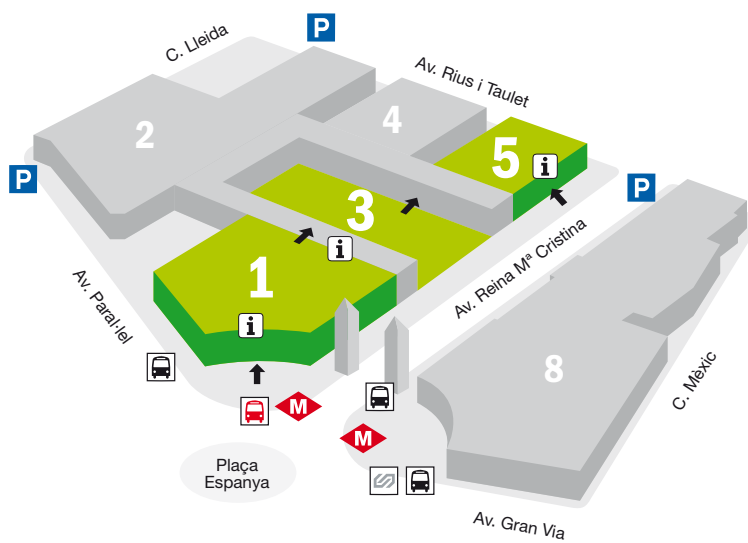 C. Lleida
P
Av. Rius i Taulet
2
4
5
i
P
P
3
1
i
i
Av. Reina Mª Cristina
Av. Paral·lel
8
C. Mèxic
M
M
Plaça
Espanya
Av. Gran Via